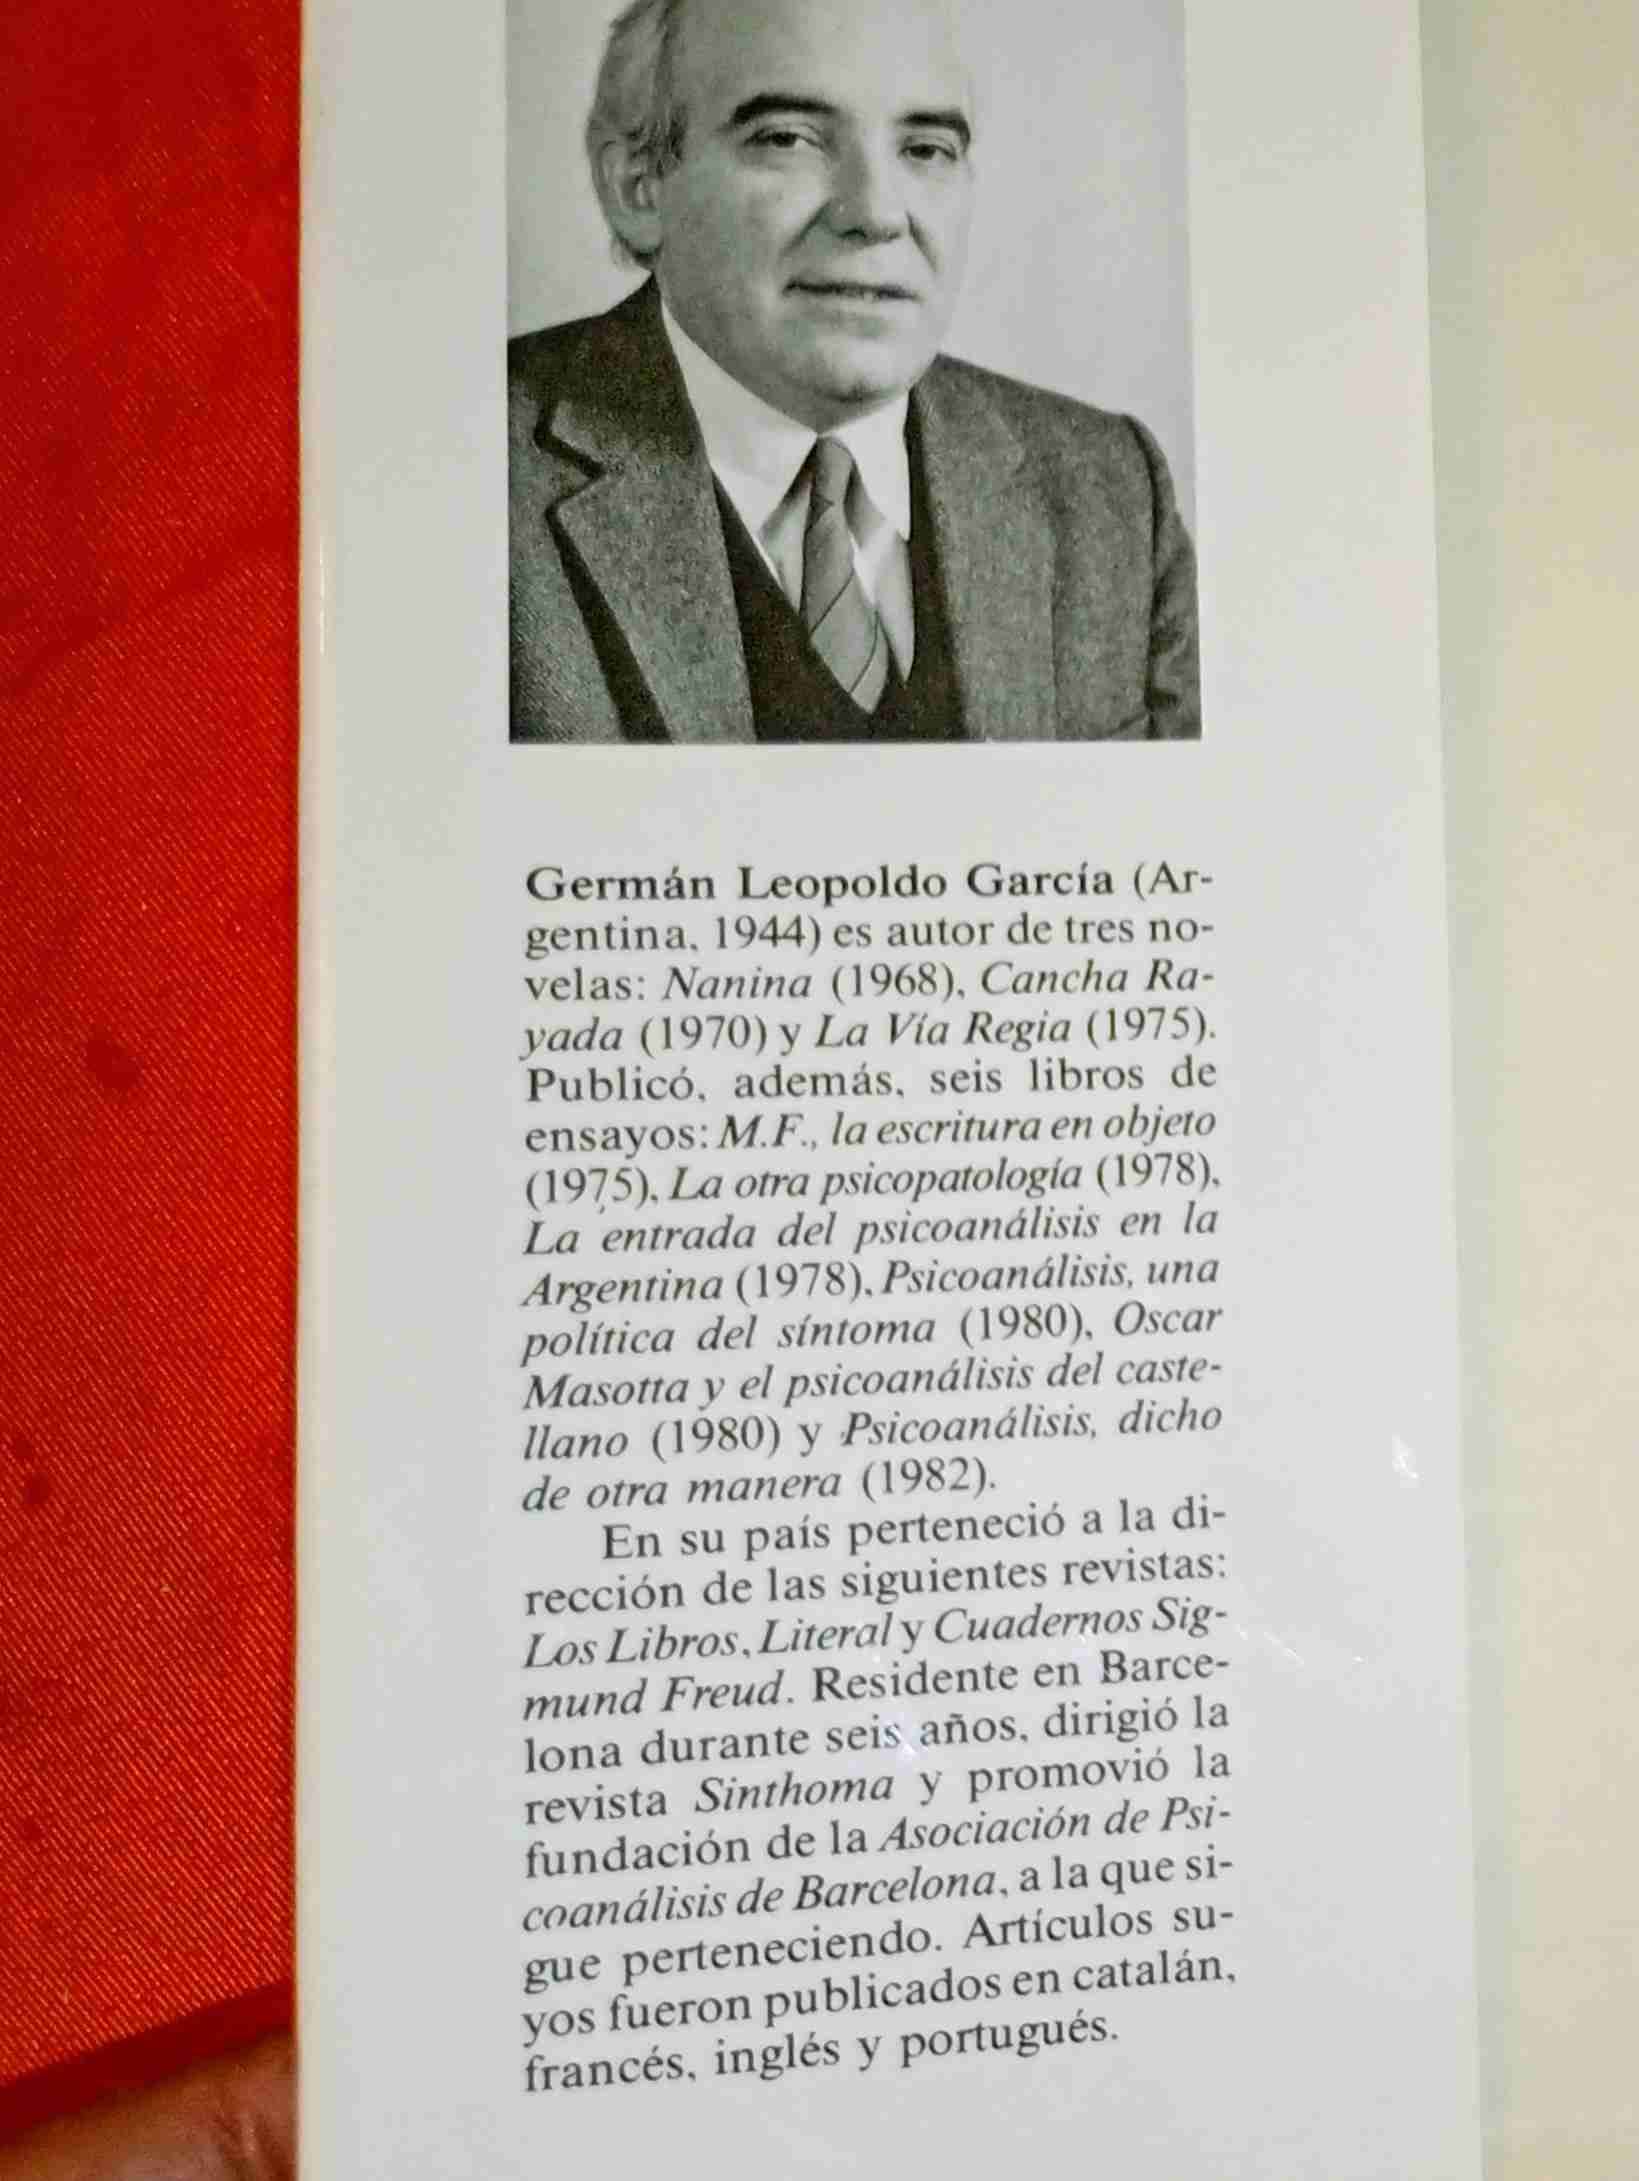 Germán Leopoldo García (Ar-
gentina, 1944) es autor de tres no-
velas: Nanina (1968), Cancha Ra-
yada (1970) y La Vía Regia (1975).
Publicó, además, seis libros de
ensayos: M.F., la escritura en objeto
(1975), La otra psicopatología (1978),
La entrada del psicoanálisis en la
Argentina (1978), Psicoanálisis, una
política del síntoma (1980), Oscar
Masotta y el psicoanálisis del caste-
llano (1980) y Psicoanálisis, dicho
de otra manera (1982).
En su país perteneció a la di-
rección de las siguientes revistas:
Los Libros, Literal y Cuadernos Sig-
mund Freud. Residente en Barce-
lona durante seis años, dirigió la
revista Sinthoma y promovió la
fundación de la Asociación de Psi-
coanálisis de Barcelona, a la que si-
gue perteneciendo. Artículos su-
yos fueron publicados en catalán,
francés, inglés y portugués.